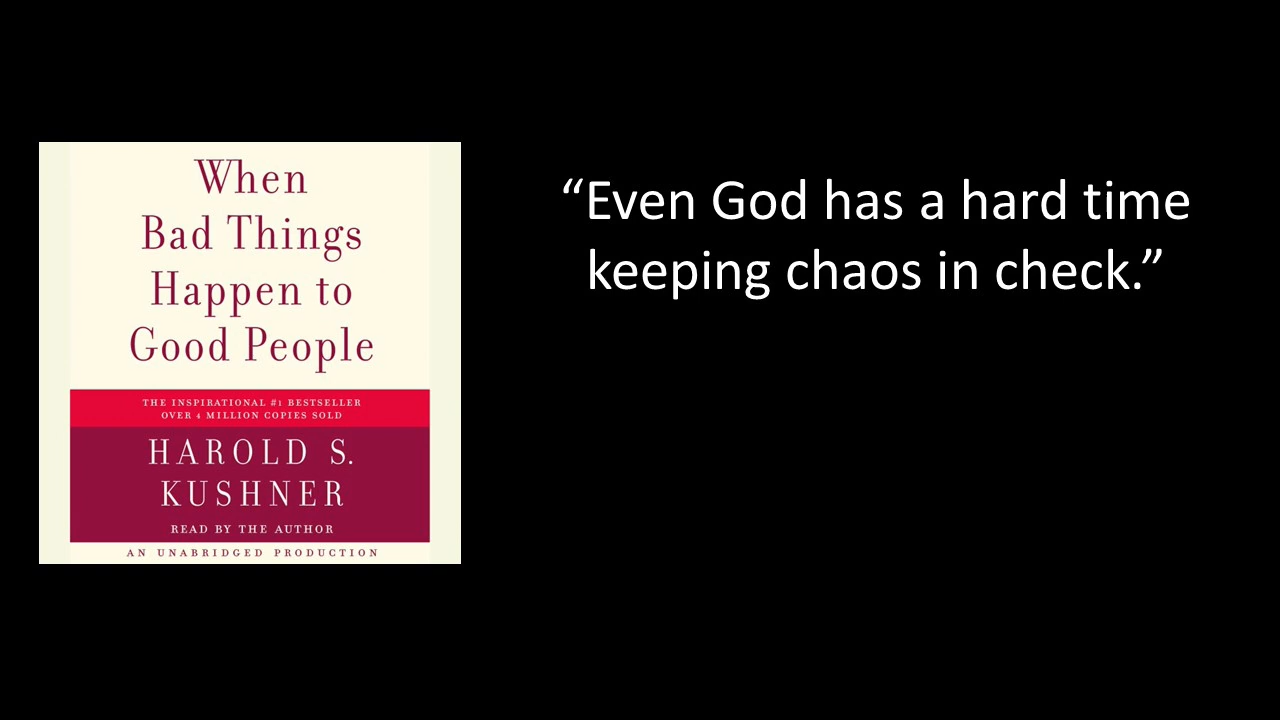 When
Bad Things
Happen to
Good People
THE INSPIRATIONAL #1 BESTSELLER
OVER 4 MILLION COPIES SOLD
HAROLD S.
KUSHNER
READ BY THE AUTHOR
AN UNABRIDGED PRODUCTION
“Even God has a hard time
keeping chaos in check.”